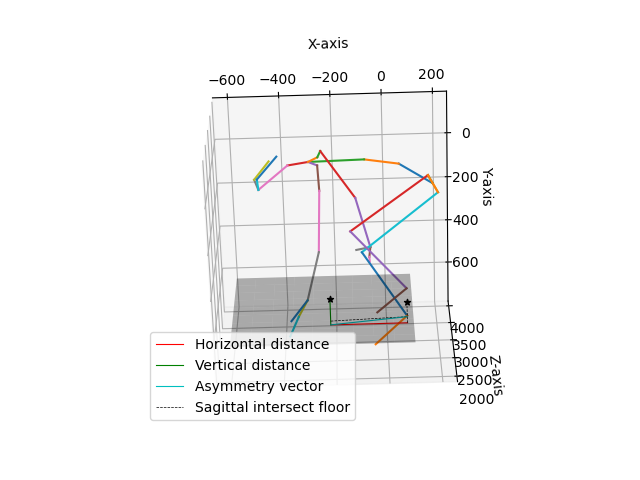 X-axis
−600 −400 −200 0 200
0
200
400
600
Y-axis
4000
3500
3000
2500
2000
Z-axis
Horizontal distance
Vertical distance
Asymmetry vector
Sagittal intersect floor